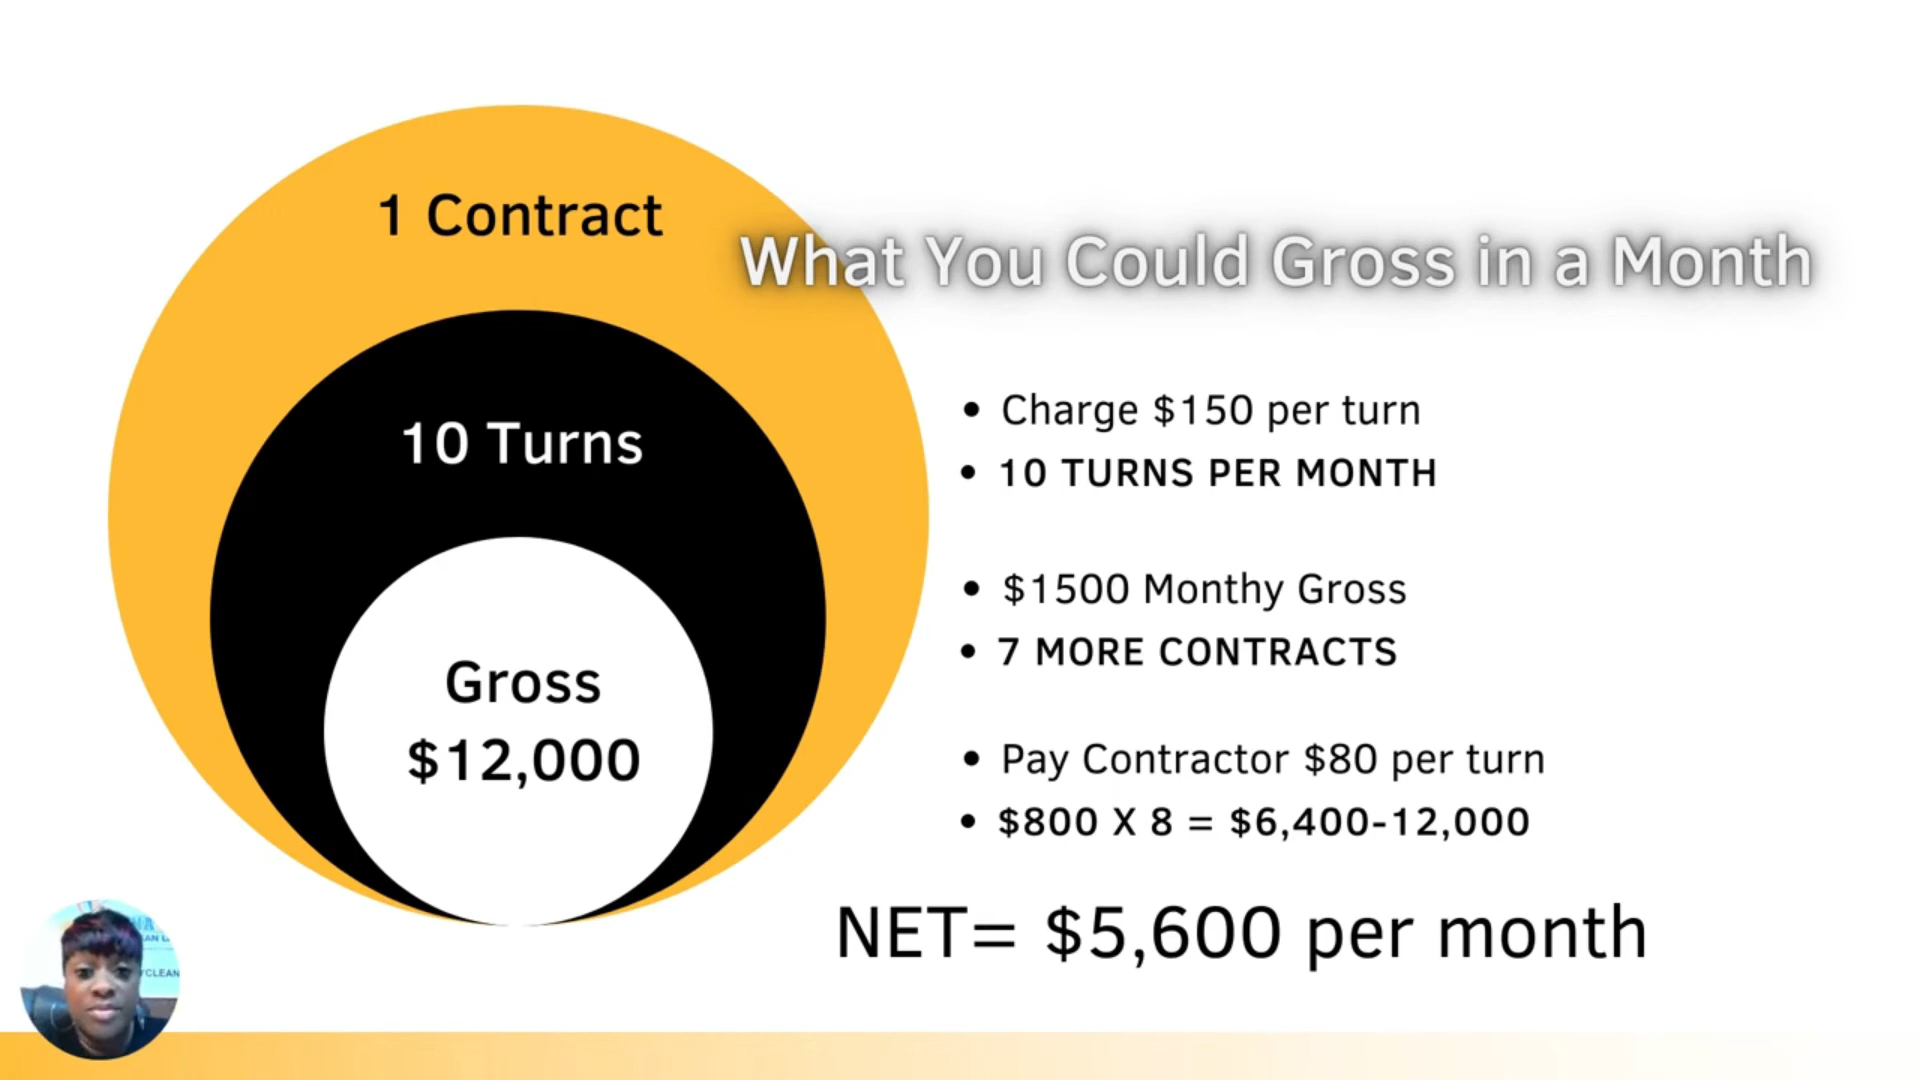 1 Contract
What You Could Gross in a Month
10 Turns
Gross
$12,000
• Charge $150 per turn
• 10 TURNS PER MONTH
• $1500 Monthy Gross
• 7 MORE CONTRACTS
• Pay Contractor $80 per turn
• $800 X 8 = $6,400-12,000
NET= $5,600 per month